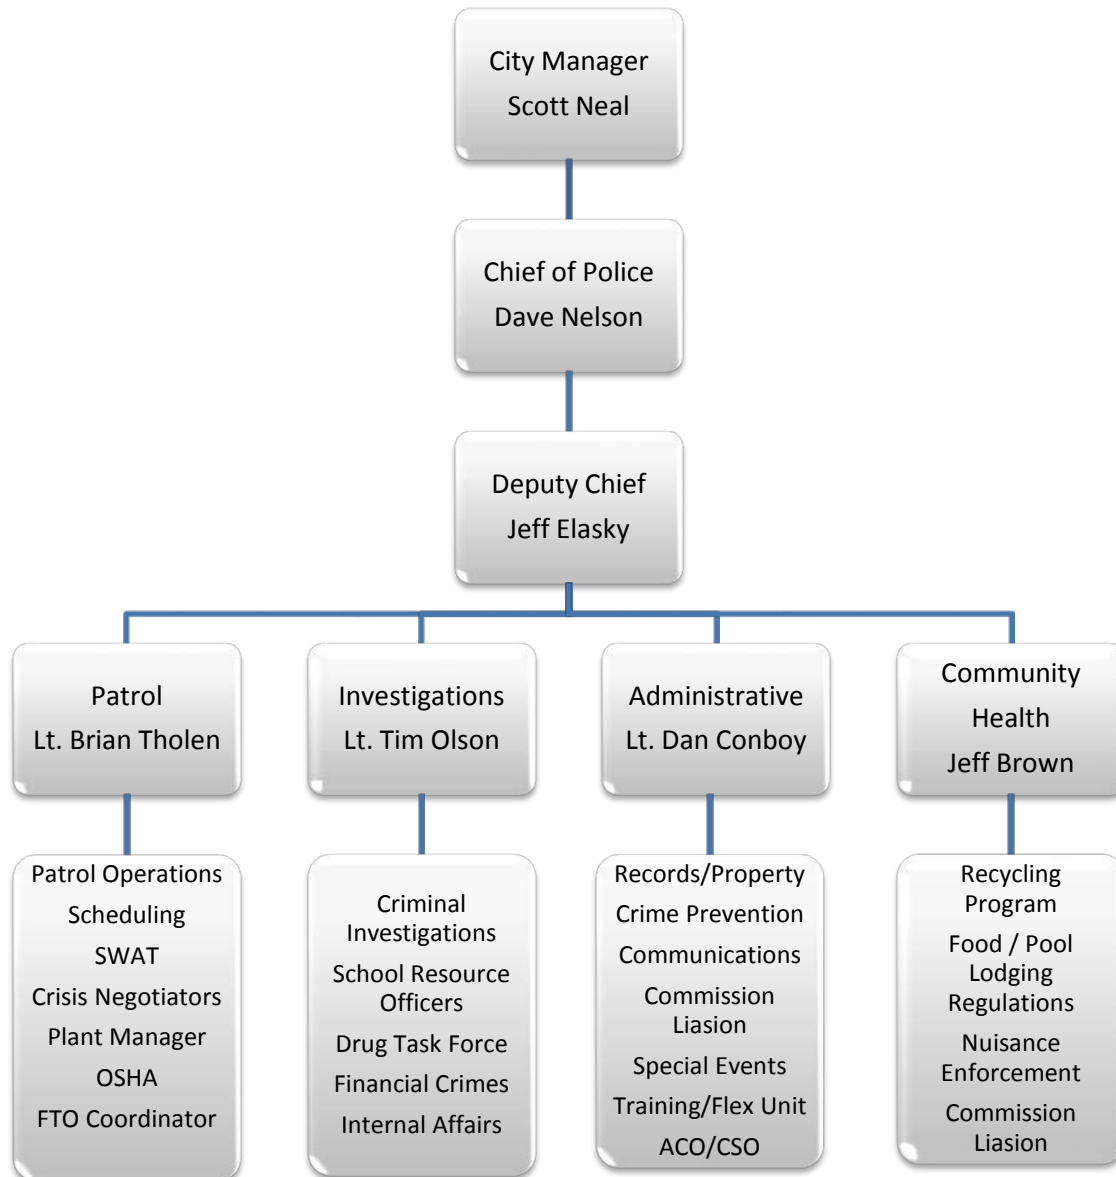 City Manager
Scott Neal
Chief of Police
Dave Nelson
Deputy Chief
Jeff Elasky
Patrol
Lt. Brian Tholen
Investigations
Lt. Tim Olson
Administrative
Lt. Dan Conboy
Community
Health
Jeff Brown
Patrol Operations
Scheduling
SWAT
Crisis Negotiators
Plant Manager
OSHA
FTO Coordinator
Criminal
Investigations
School Resource
Officers
Drug Task Force
Financial Crimes
Internal Affairs
Records/Property
Crime Prevention
Communications
Commission
Liasion
Special Events
Training/Flex Unit
ACO/CSO
Recycling
Program
Food / Pool
Lodging
Regulations
Nuisance
Enforcement
Commission
Liasion